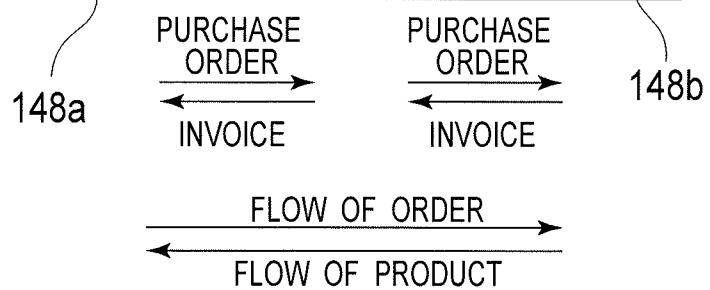 PURCHASE ORDER
PURCHASE ORDER
148a
148b
INVOICE
INVOICE
FLOW OF ORDER
FLOW OF PRODUCT